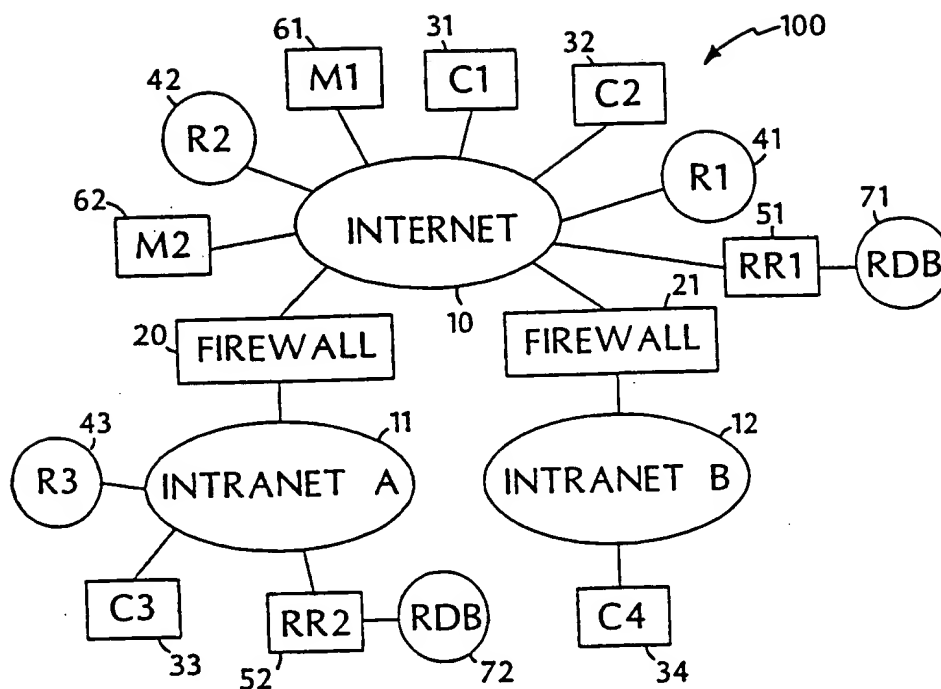 61
31
32
100
42
M1
C1
C2
R2
R1
41
62
INTERNET
51
71
M2
RR1
RDB
20
FIREWALL
10
FIREWALL
21
43
11
12
R3
INTRANET A
INTRANET B
C3
RR2
RDB
C4
33
52
72
34